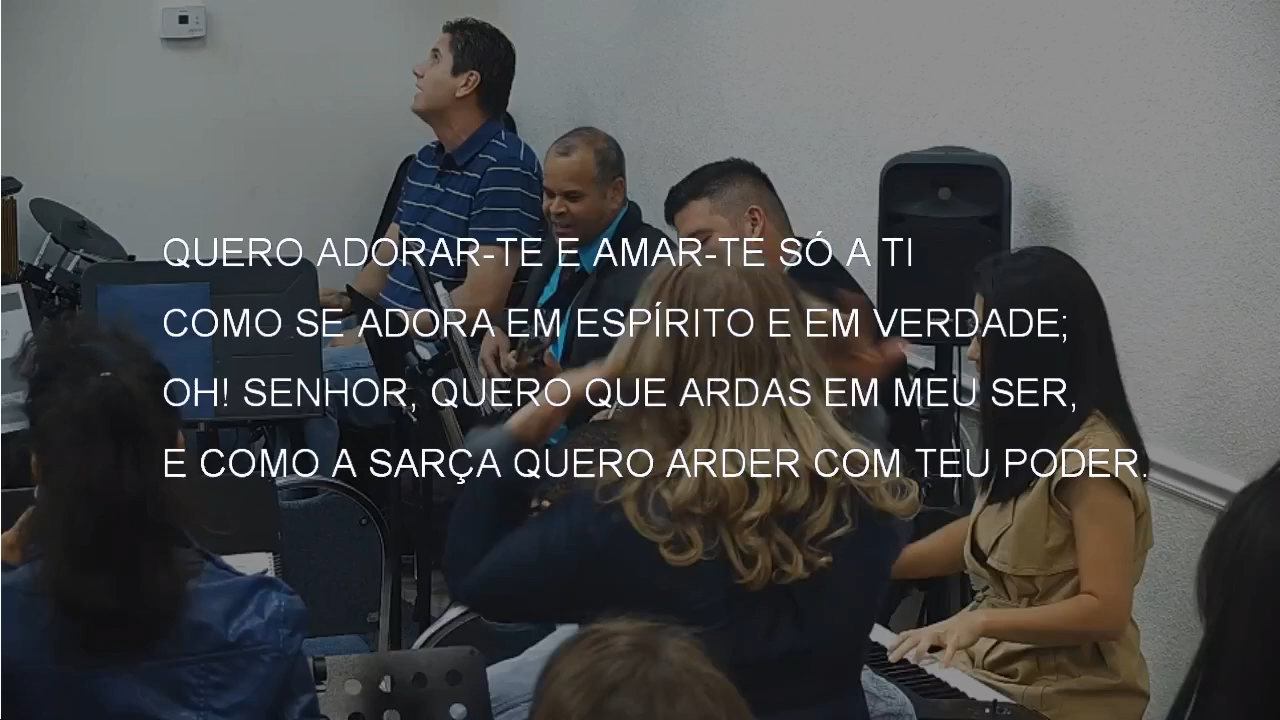 QUERO ADORAR-TE E AMAR-TE SÓ A TI
COMO SE ADORA EM ESPÍRITO E EM VERDADE;
OH! SENHOR, QUERO QUE ARDAS EM MEU SER,
E COMO A SARÇA QUERO ARDER COM TEU PODER.